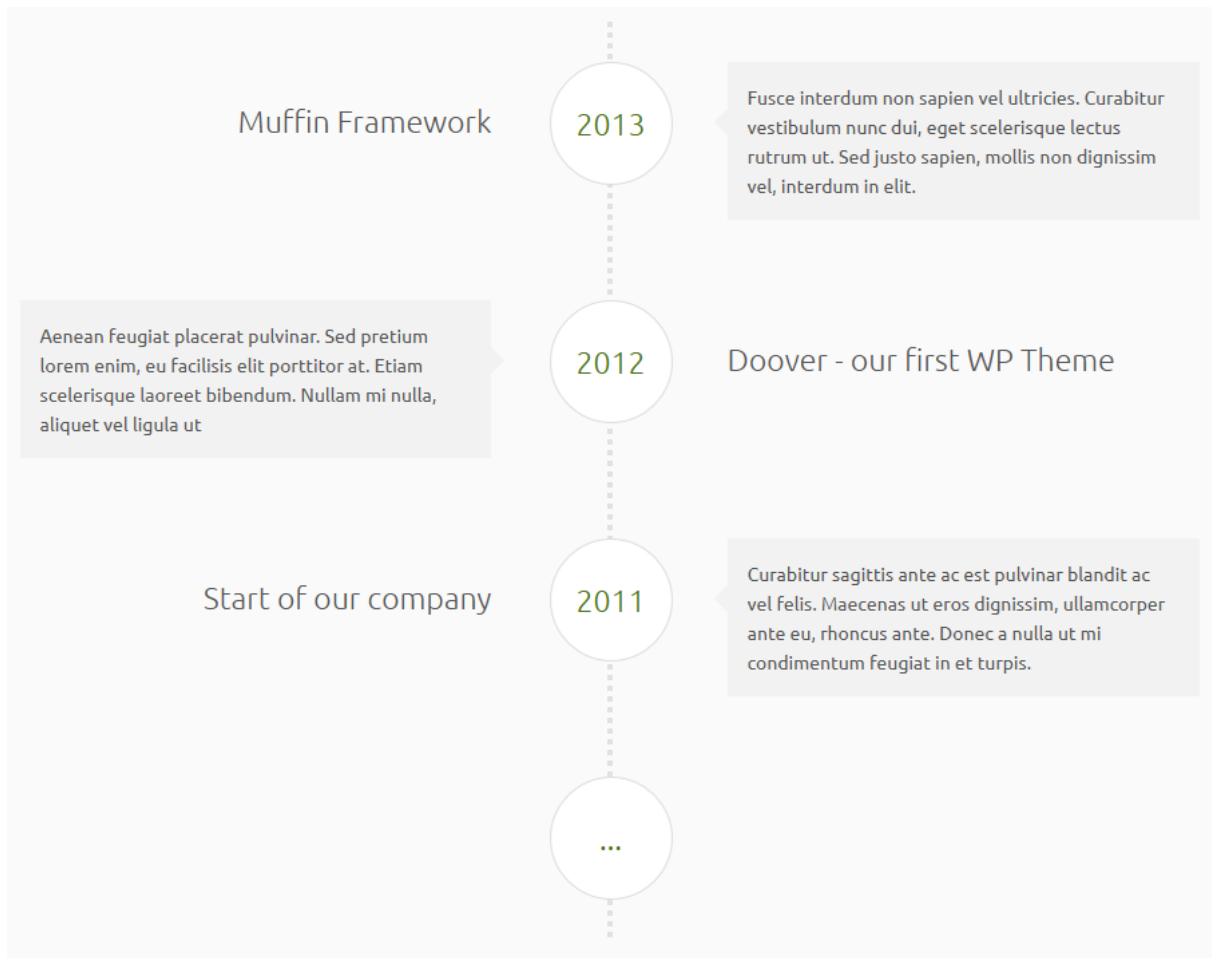 Muffin Framework
2013
Fusce interdum non sapien vel ultricies. Curabitur
vestibulum nunc dui, eget scelerisque lectus
rutrum ut. Sed justo sapien, mollis non dignissim
vel, interdum in elit.
Aenean feugiat placerat pulvinar. Sed pretium
lorem enim, eu facilisis elit porttitor at. Etiam
scelerisque laoreet bibendum. Nullam mi nulla,
aliquet vel ligula ut
2012
Doover - our first WP Theme
Start of our company
2011
Curabitur sagittis ante ac est pulvinar blandit ac
vel felis. Maecenas ut eros dignissim, ullamcorper
ante eu, rhoncus ante. Donec a nulla ut mi
condimentum feugiat in et turpis.
...